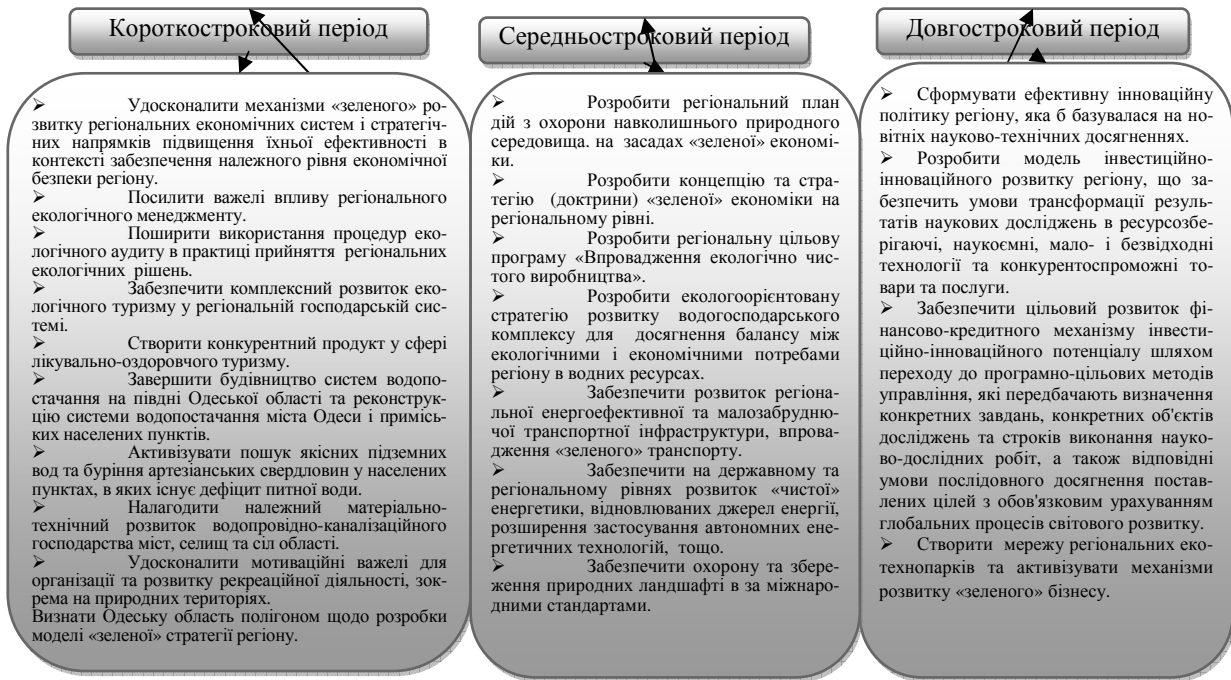 Короткостроковий період
➢ Удосконалити механізми «зеленого» ро-
звитку регіональних економічних систем і стратегіч-
них напрямків підвищення їхньої ефективності в
контексті забезпечення належного рівня економічної
безпеки регіону.
➢ Посилити важелі впливу регіонального
екологічного менеджменту.
➢ Поширити використання процедур еко-
логічного аудиту в практиці прийняття регіональних
екологічних рішень.
➢ Забезпечити комплексний розвиток еко-
логічного туризму у регіональній господарській сис-
темі.
➢ Створити конкурентний продукт у сфері
лікувально-оздоровчого туризму.
➢ Завершити будівництво систем водопо-
стачання на півдні Одеської області та реконструк-
цію системи водопостачання міста Одеси і примісь-
ких населених пунктів.
➢ Активізувати пошук якісних підземних
вод та буріння артезіанських свердловин у населених
пунктах, в яких існує дефіцит питної води.
➢ Налагодити належний матеріально-
технічний розвиток водопровідно-каналізаційного
господарства міст, селищ та сіл області.
➢ Удосконалити мотиваційні важелі для
організації та розвитку рекреаційної діяльності, зок-
рема на природних територіях.
Визнати Одеську область полігоном щодо розробки
моделі «зеленої» стратегії регіону.
Середньостроковий період
➢ Розробити регіональний план
дій з охорони навколишнього природного
середовища. на засадах «зеленої» економі-
ки.
➢ Розробити концепцію та стра-
тегію (доктрини) «зеленої» економіки на
регіональному рівні.
➢ Розробити регіональну цільову
програму «Впровадження екологічно чис-
того виробництва».
➢ Розробити екологоорієнтовану
стратегію розвитку водогосподарського
комплексу для досягнення балансу між
екологічними і економічними потребами
регіону в водних ресурсах.
➢ Забезпечити розвиток регіона-
льної енергоефективної та малозабрудню-
чої транспортної інфраструктури, впрова-
дження «зеленого» транспорту.
➢ Забезпечити на державному та
регіональному рівнях розвиток «чистої»
енергетики, відновлюваних джерел енергії,
розширення застосування автономних ене-
ргетичних технологій, тощо.
➢ Забезпечити охорону та збере-
ження природних ландшафті в за міжнаро-
дними стандартами.
Довгостроковий період
➢ Сформувати ефективну інноваційну
політику регіону, яка б базувалася на но-
вітніх науково-технічних досягненнях.
➢ Розробити модель інвестиційно-
інноваційного розвитку регіону, що за-
безпечить умови трансформації резуль-
татів наукових досліджень в ресурсозбе-
рігаючі, наукоємні, мало- і безвідходні
технології та конкурентоспроможні то-
вари та послуги.
➢ Забезпечити цільовий розвиток фі-
нансово-кредитного механізму інвести-
ційно-інноваційного потенціалу шляхом
переходу до програмно-цільових методів
управління, які передбачають визначення
конкретних завдань, конкретних об'єктів
досліджень та строків виконання науко-
во-дослідних робіт, а також відповідні
умови послідовного досягнення постав-
лених цілей з обов'язковим урахуванням
глобальних процесів світового розвитку.
➢ Створити мережу регіональних еко-
технопарків та активізувати механізми
розвитку «зеленого» бізнесу.